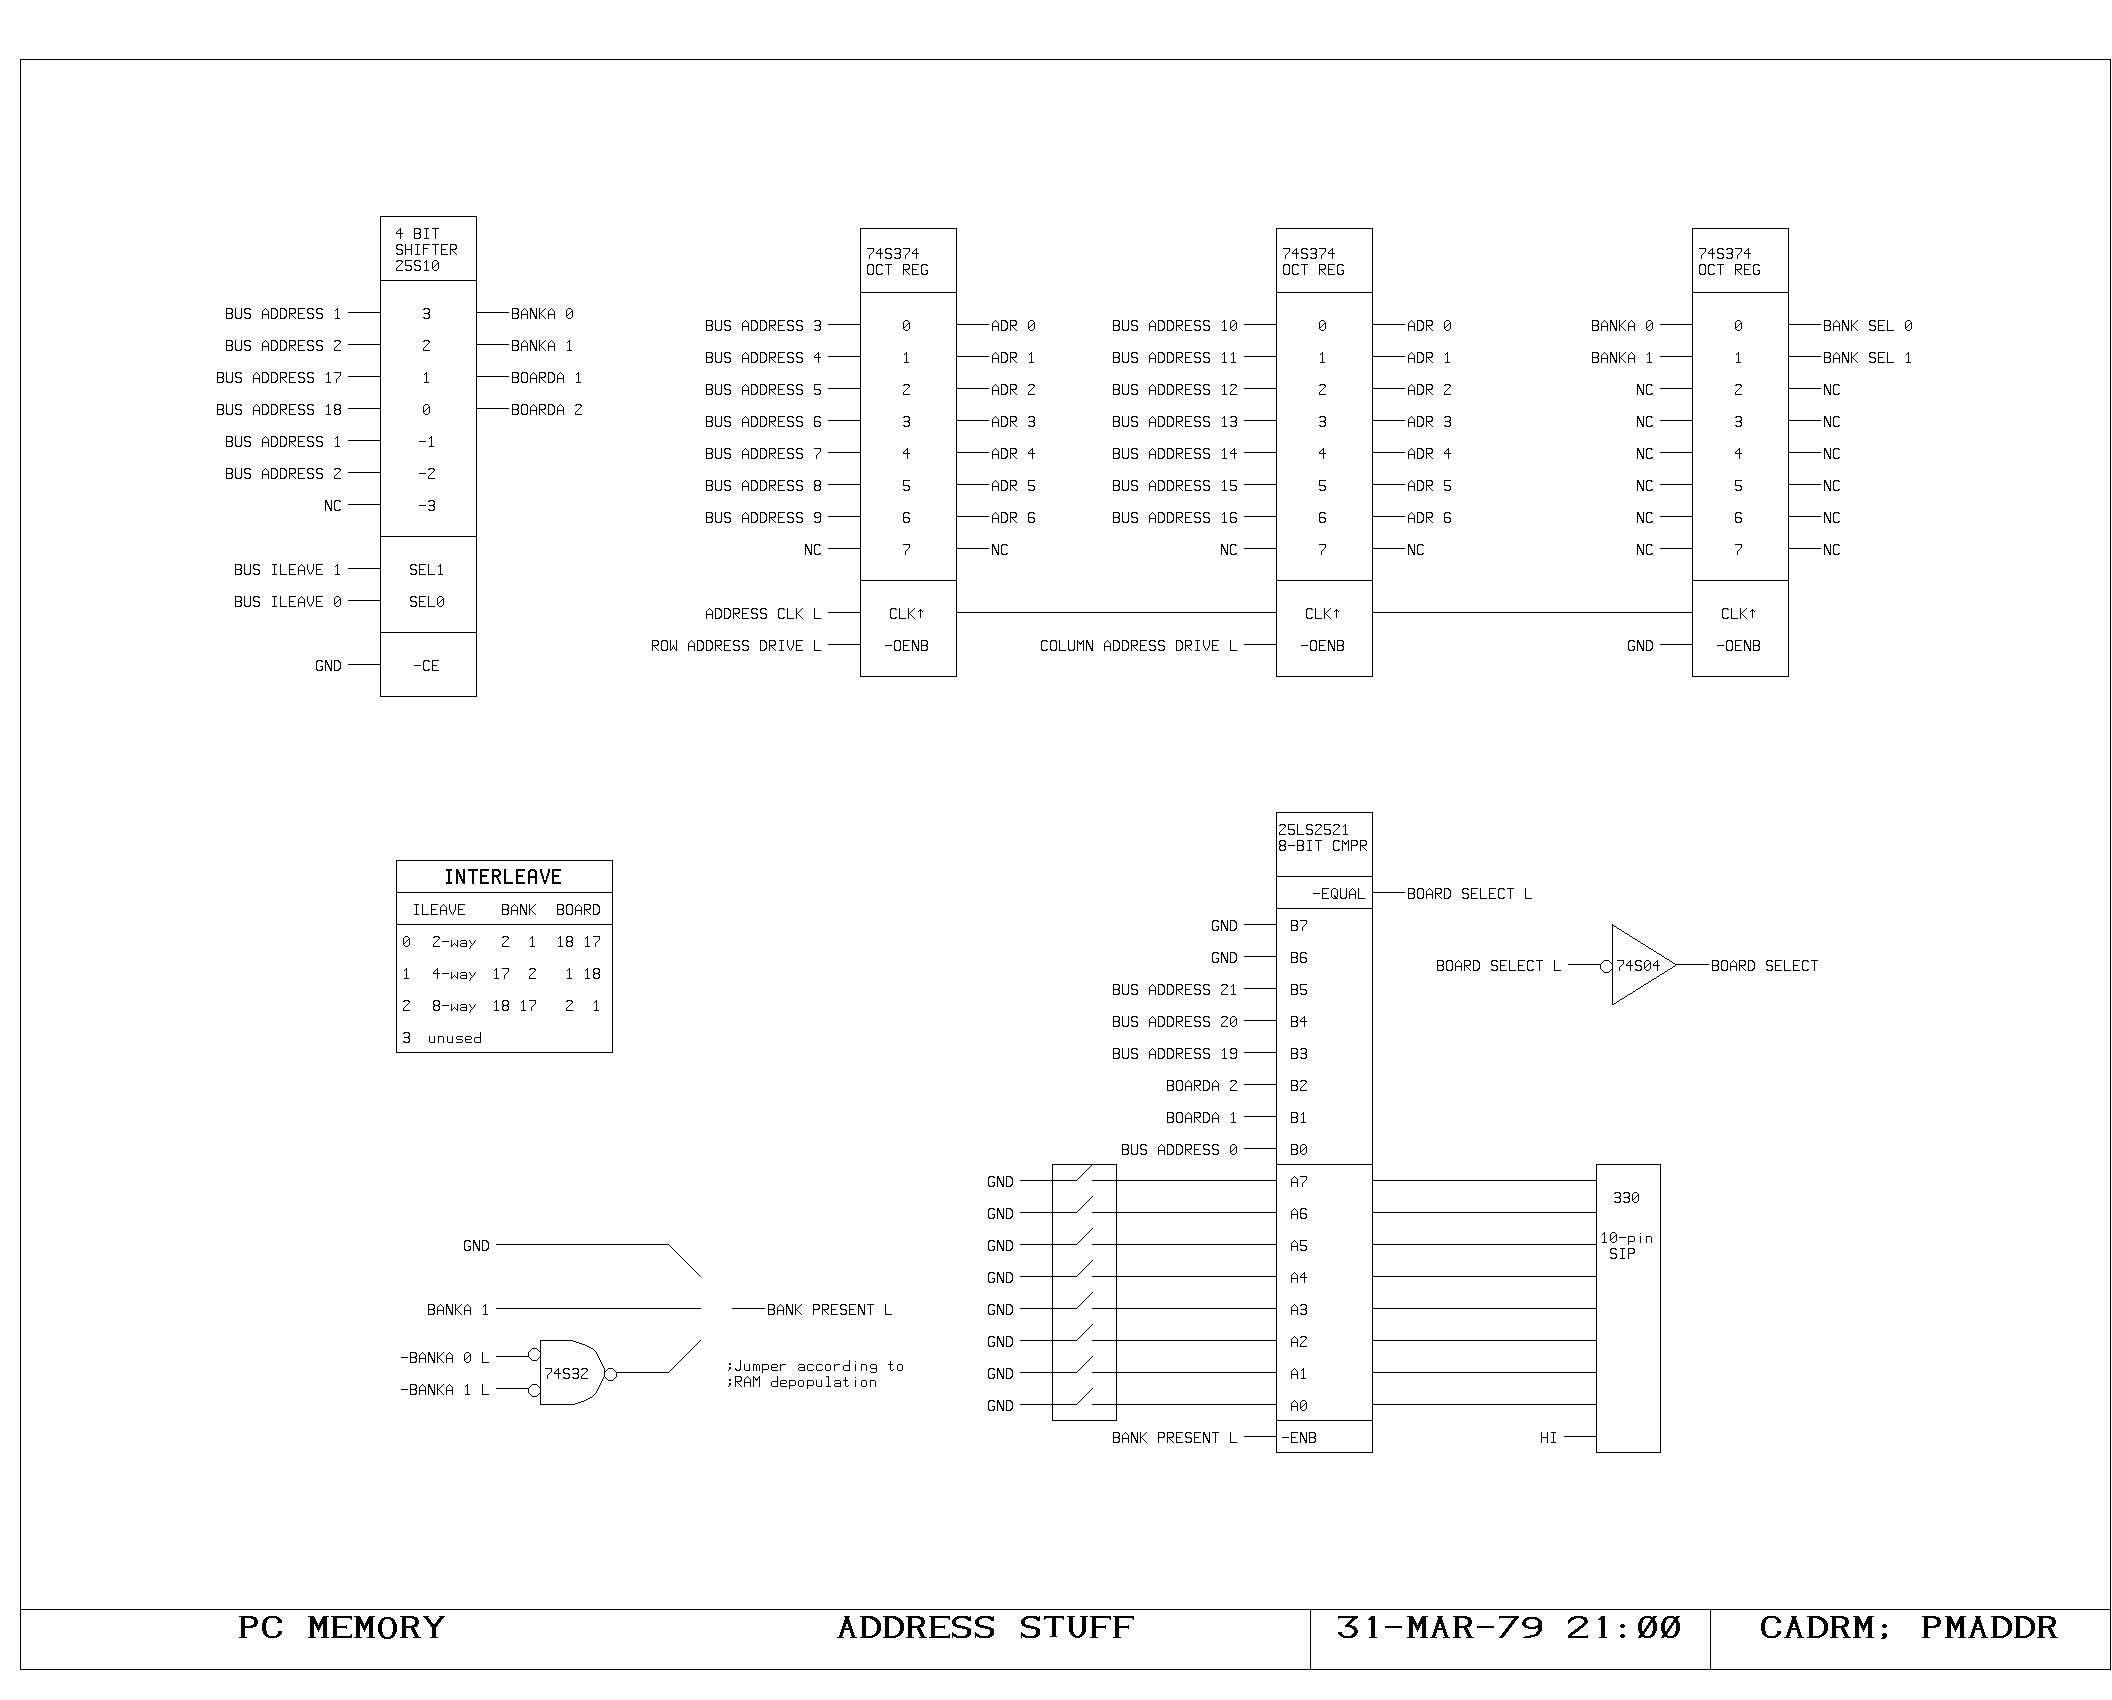 4 BIT
SHIFTER
25S10
BUS ADDRESS 1 3 BANKA 0
BUS ADDRESS 2 2 BANKA 1
BUS ADDRESS 17 1 BOARDA 1
BUS ADDRESS 18 0 BOARDA 2
BUS ADDRESS 1 -1
BUS ADDRESS 2 -2
NC -3
BUS ILEAVE 1 SEL1
BUS ILEAVE 0 SEL0
GND -CE
74S374
OCT REG
BUS ADDRESS 3 0 ADR 0
BUS ADDRESS 4 1 ADR 1
BUS ADDRESS 5 2 ADR 2
BUS ADDRESS 6 3 ADR 3
BUS ADDRESS 7 4 ADR 4
BUS ADDRESS 8 5 ADR 5
BUS ADDRESS 9 6 ADR 6
NC 7 NC
ADDRESS CLK L CLK↑
ROW ADDRESS DRIVE L -OENB
74S374
OCT REG
BUS ADDRESS 10 0 ADR 0
BUS ADDRESS 11 1 ADR 1
BUS ADDRESS 12 2 ADR 2
BUS ADDRESS 13 3 ADR 3
BUS ADDRESS 14 4 ADR 4
BUS ADDRESS 15 5 ADR 5
BUS ADDRESS 16 6 ADR 6
NC 7 NC
CLK↑
COLUMN ADDRESS DRIVE L -OENB
74S374
OCT REG
BANKA 0 0 BANK SEL 0
BANKA 1 1 BANK SEL 1
NC 2 NC
NC 3 NC
NC 4 NC
NC 5 NC
NC 6 NC
NC 7 NC
CLK↑
GND -OENB
INTERLEAVE
ILEAVE BANK BOARD
0 2-way 2 1 18 17
1 4-way 17 2 1 18
2 8-way 18 17 2 1
3 unused
25LS2521
8-BIT CMPR
-EQUAL BOARD SELECT L
GND B7
GND B6
BUS ADDRESS 21 B5
BUS ADDRESS 20 B4
BUS ADDRESS 19 B3
BOARDA 2 B2
BOARDA 1 B1
BUS ADDRESS 0 B0
GND A7
GND A6
GND A5
GND A4
GND A3
GND A2
GND A1
GND A0
BANK PRESENT L -ENB
BOARD SELECT L 74S04 BOARD SELECT
330
10-pin
SIP
HI
GND
BANKA 1 BANK PRESENT L
-BANKA 0 L
74S32
-BANKA 1 L
;Jumper according to
;RAM depopulation
PC MEMORY ADDRESS STUFF 31-MAR-79 21:00 CADRM; PMADDR